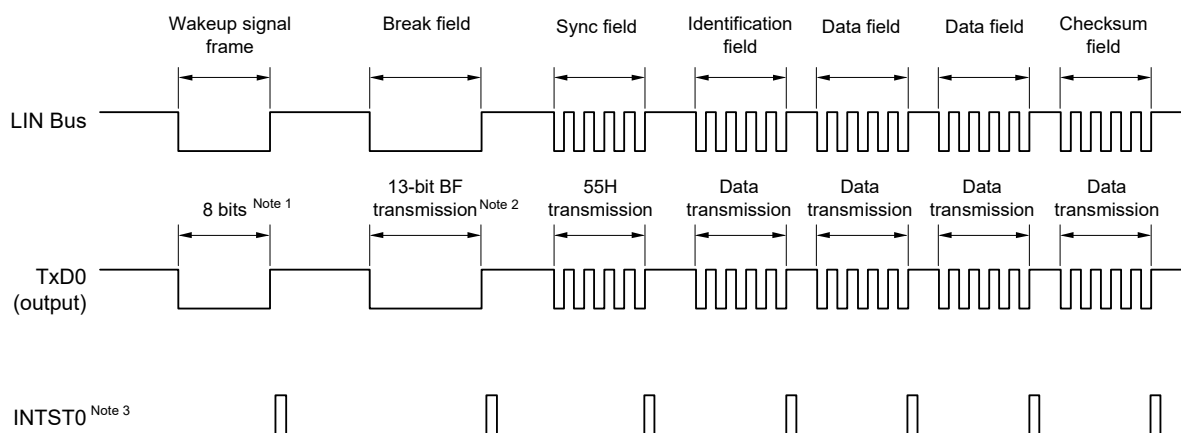 Wakeup signal
frame
Break field
Sync field
Identification
field
Data field
Data field
Checksum
field
LIN Bus
8 bits Note 1
13-bit BF
transmission Note 2
55H
transmission
Data
transmission
Data
transmission
Data
transmission
Data
transmission
TxD0
(output)
INTST0 Note 3